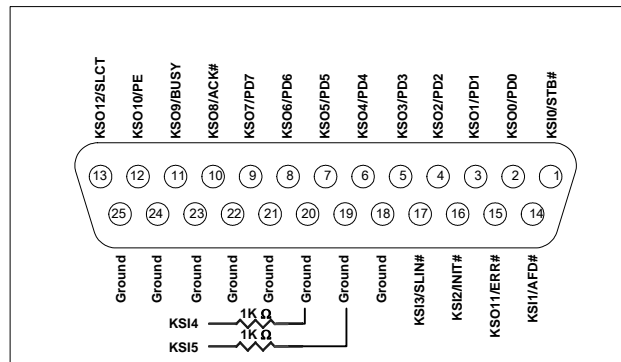 KSO12/SLCT
KSO10/PE
KSO9/BUSY
KSO8/ACK#
KSO7/PD7
KSO6/PD6
KSO5/PD5
KSO4/PD4
KSO3/PD3
KSO2/PD2
KSO1/PD1
KSO0/PD0
KSI0/STB#
13 12 11 10 9 8 7 6 5 4 3 2 1
25 24 23 22 21 20 19 18 17 16 15 14
Ground
Ground
Ground
Ground
Ground
Ground
Ground
Ground
KSI3/SLIN#
KSI2/INIT#
KSO11/ERR#
KSI1/AFD#
KSI4 1K Ω
KSI5 1K Ω